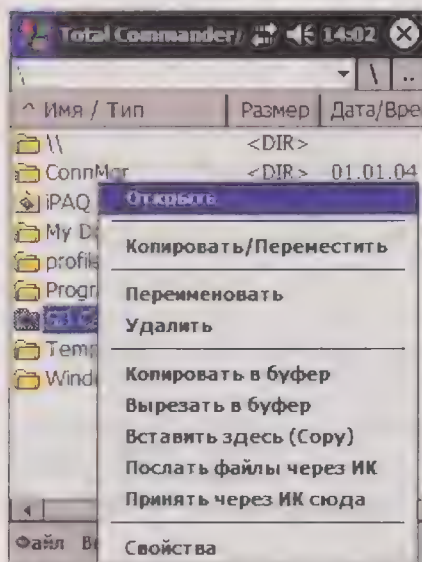 Total Commander/ 14:02
\ \ ..
^ Имя / Тип Размер Дата/Вре
\\ <DIR>
ConnMgr <DIR> 01.01.04
Открыть
iPAQ
My D
Копировать/Переместить
profile
Progr
Переименовать
Удалить
Temp
Windo
Копировать в буфер
Вырезать в буфер
Вставить здесь (Copy)
Послать файлы через ИК
Принять через ИК сюда
Файл В
Свойства